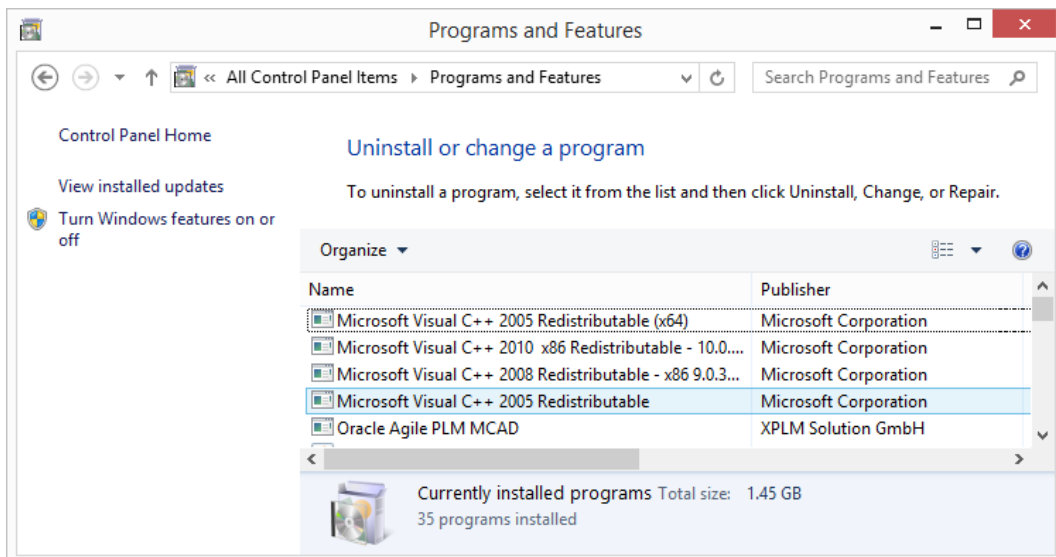 Programs and Features
« All Control Panel Items Programs and Features
Search Programs and Features
Control Panel Home
View installed updates
Turn Windows features on or
off
Uninstall or change a program
To uninstall a program, select it from the list and then click Uninstall, Change, or Repair.
Organize
Name Publisher
Microsoft Visual C++ 2005 Redistributable (x64) Microsoft Corporation
Microsoft Visual C++ 2010 x86 Redistributable - 10.0.... Microsoft Corporation
Microsoft Visual C++ 2008 Redistributable - x86 9.0.3... Microsoft Corporation
Microsoft Visual C++ 2005 Redistributable Microsoft Corporation
Oracle Agile PLM MCAD XPLM Solution GmbH
Currently installed programs Total size: 1.45 GB
35 programs installed